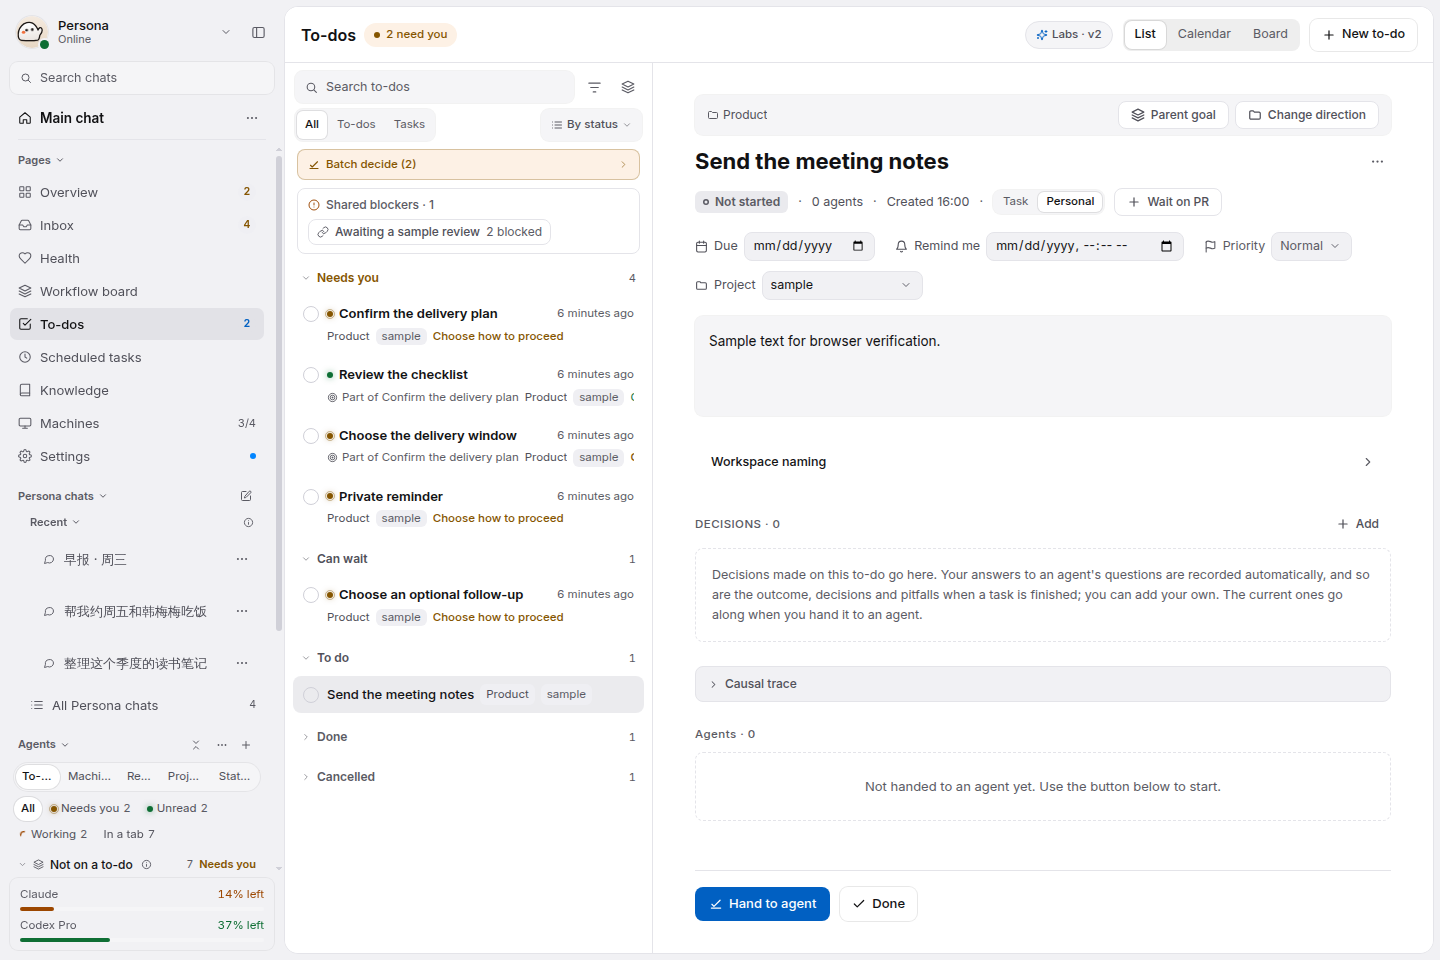 Persona
Online
Search chats
Main chat
Pages
Overview 2
Inbox 4
Health
Workflow board
To-dos 2
Scheduled tasks
Knowledge
Machines 3/4
Settings
Persona chats
Recent
早报 · 周三
帮我约周五和韩梅梅吃饭
整理这个季度的读书笔记
All Persona chats 4
Agents
To-... Machi... Re... Proj... Stat...
All Needs you 2 Unread 2
Working 2 In a tab 7
Not on a to-do 7 Needs you
Claude 14% left
Codex Pro 37% left
To-dos 2 need you
Labs · v2 List Calendar Board New to-do
Search to-dos
All To-dos Tasks By status
Batch decide (2)
Shared blockers · 1
Awaiting a sample review 2 blocked
Needs you 4
Confirm the delivery plan 6 minutes ago
Product sample Choose how to proceed
Review the checklist 6 minutes ago
Part of Confirm the delivery plan Product sample
Choose the delivery window 6 minutes ago
Part of Confirm the delivery plan Product sample
Private reminder 6 minutes ago
Product sample Choose how to proceed
Can wait 1
Choose an optional follow-up 6 minutes ago
Product sample Choose how to proceed
To do 1
Send the meeting notes Product sample
Done 1
Cancelled 1
Product Parent goal Change direction
Send the meeting notes
Not started · 0 agents · Created 16:00 · Task Personal Wait on PR
Due mm/dd/yyyy Remind me mm/dd/yyyy, --:-- -- Priority Normal
Project sample
Sample text for browser verification.
Workspace naming
DECISIONS · 0 Add
Decisions made on this to-do go here. Your answers to an agent's questions are recorded automatically, and so
are the outcome, decisions and pitfalls when a task is finished; you can add your own. The current ones go
along when you hand it to an agent.
Causal trace
Agents · 0
Not handed to an agent yet. Use the button below to start.
Hand to agent Done